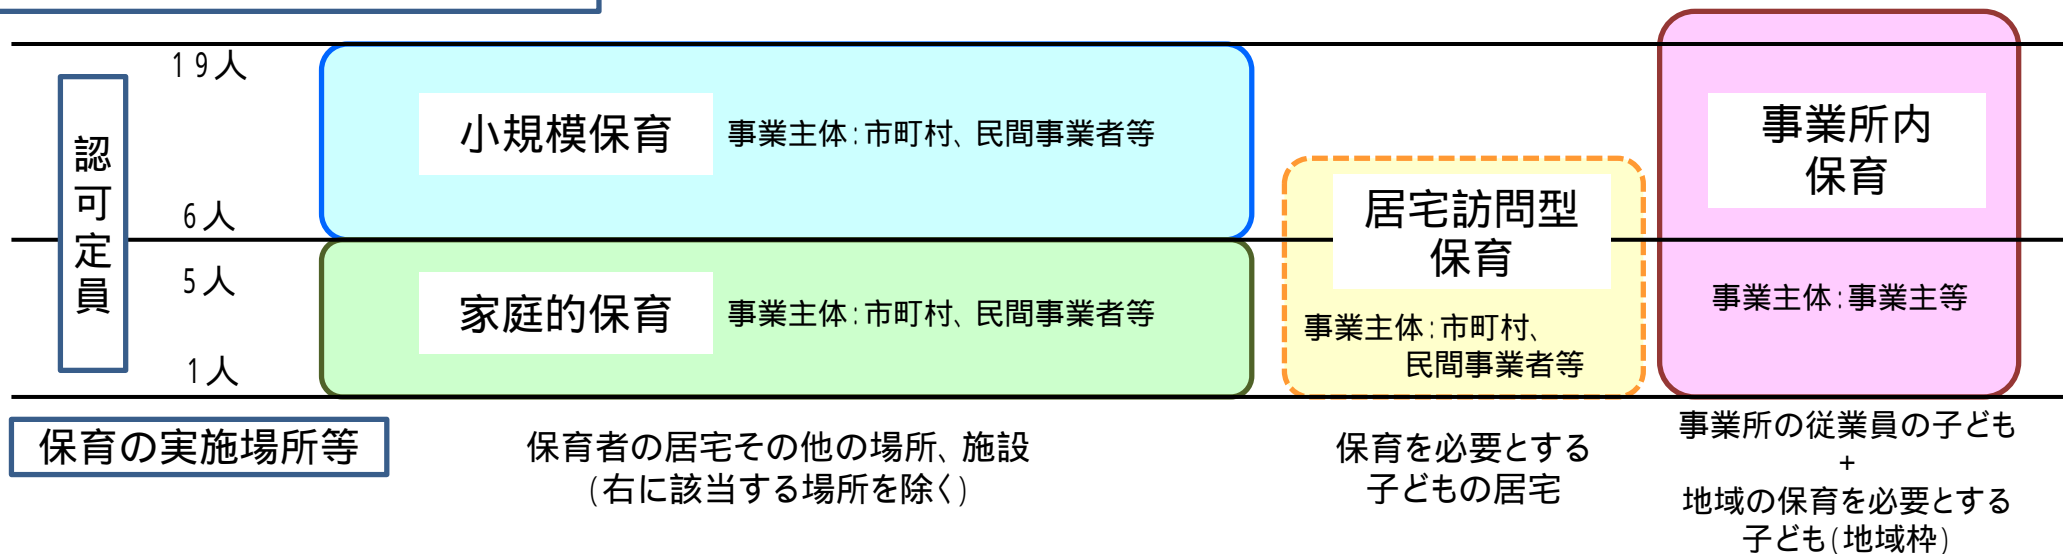 認可定員
19人
6人
5人
1人
小規模保育
事業主体:市町村、民間事業者等
家庭的保育
事業主体:市町村、民間事業者等
居宅訪問型
保育
事業主体:市町村、
民間事業者等
事業所内
保育
事業主体:事業主等
保育の実施場所等
保育者の居宅その他の場所、施設
(右に該当する場所を除く)
保育を必要とする
子どもの居宅
事業所の従業員の子ども
+
地域の保育を必要とする
子ども(地域枠)